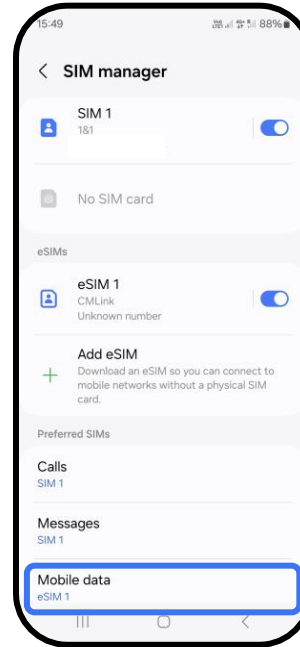 15:49
88%
SIM manager
SIM 1
1&1
No SIM card
eSIMs
eSIM 1
CMLink
Unknown number
Add eSIM
Download an eSIM so you can connect to
mobile networks without a physical SIM
card.
Preferred SIMs
Calls
SIM 1
Messages
SIM 1
Mobile data
eSIM 1